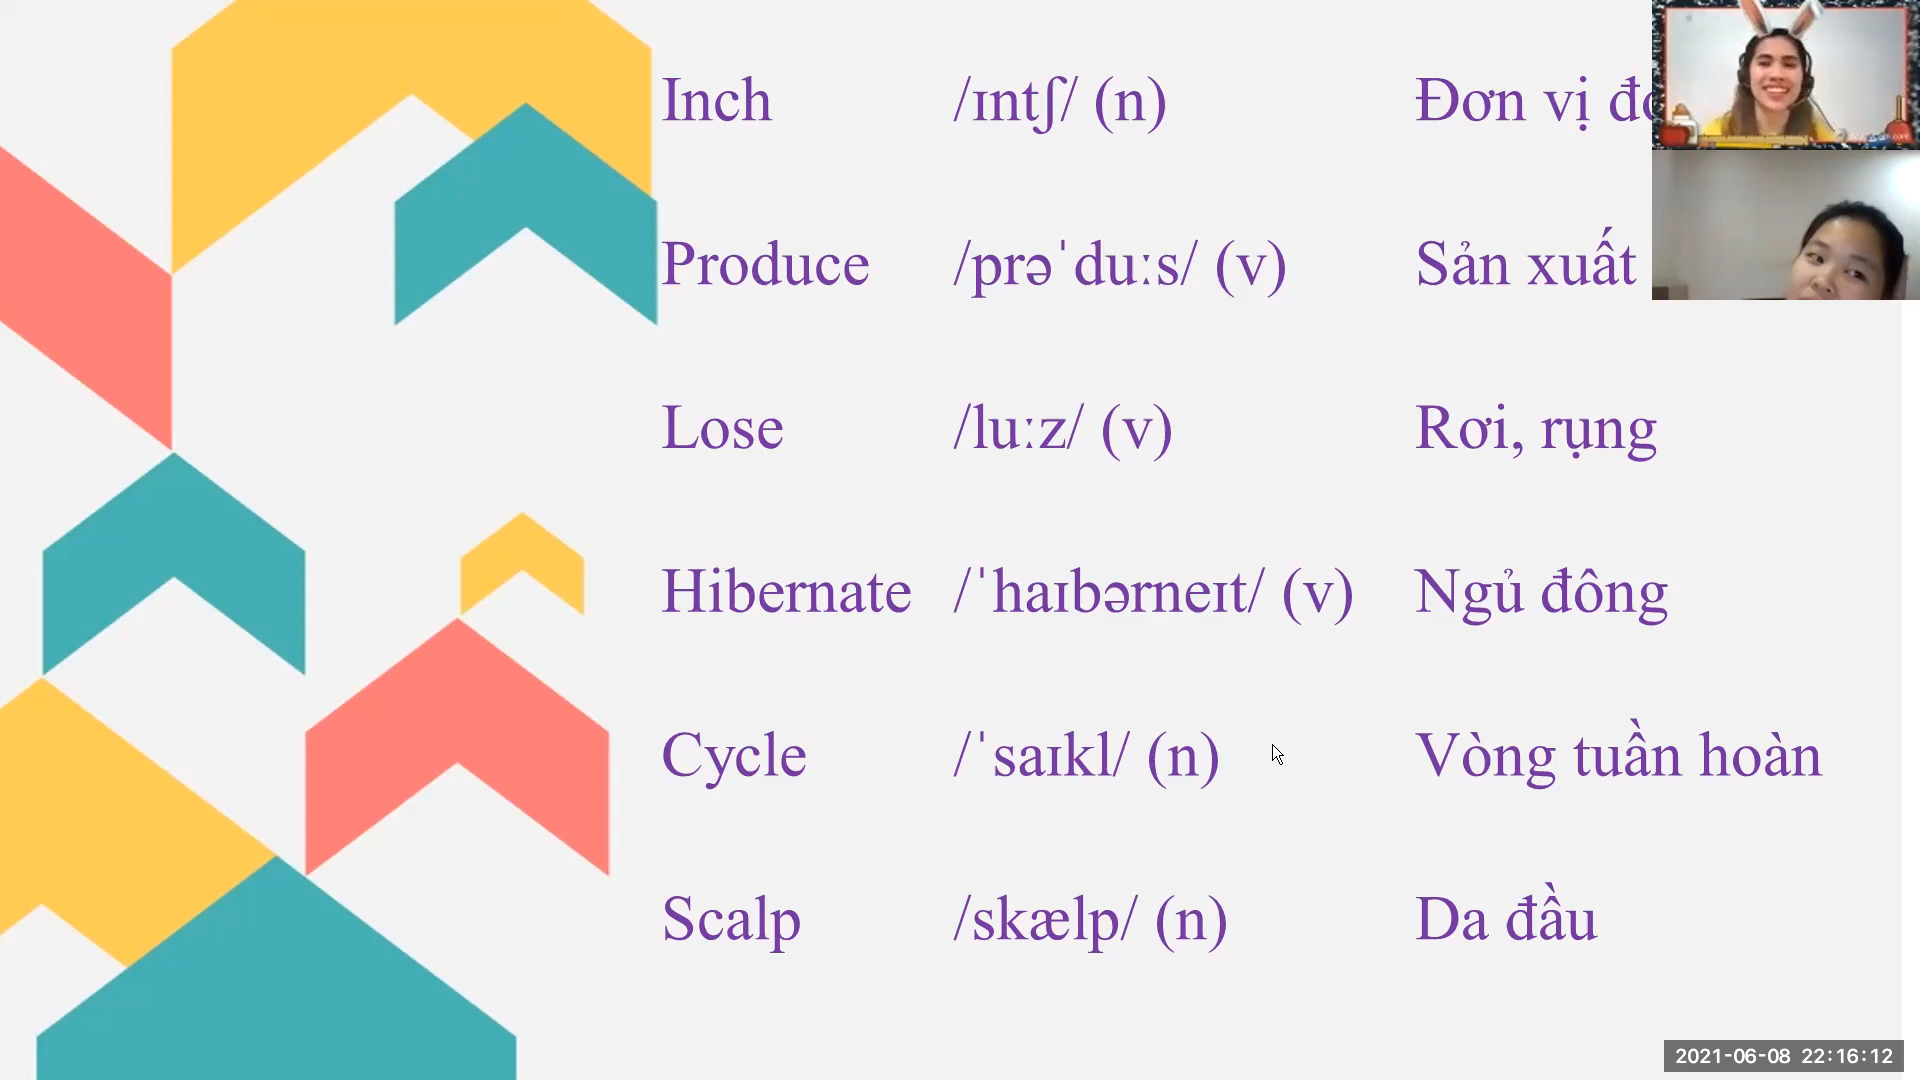 Inch /ɪntʃ/ (n) Đơn vị
Produce /prəˈduːs/ (v) Sản xuất
Lose /luːz/ (v) Rơi, rụng
Hibernate /ˈhaɪbərneɪt/ (v) Ngủ đông
Cycle /ˈsaɪkl/ (n) Vòng tuần hoàn
Scalp /skælp/ (n) Da đầu
2021-06-08 22:16:12